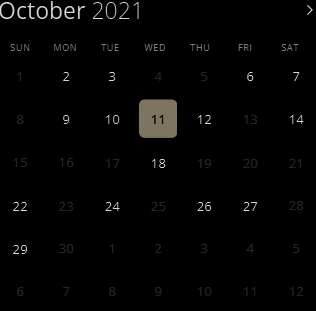 October 2021
SUN MON TUE WED THU FRI SAT
1 2 3 4 5 6 7
8 9 10 11 12 13 14
15 16 17 18 19 20 21
22 23 24 25 26 27 28
29 30 1 2 3 4 5
6 7 8 9 10 11 12